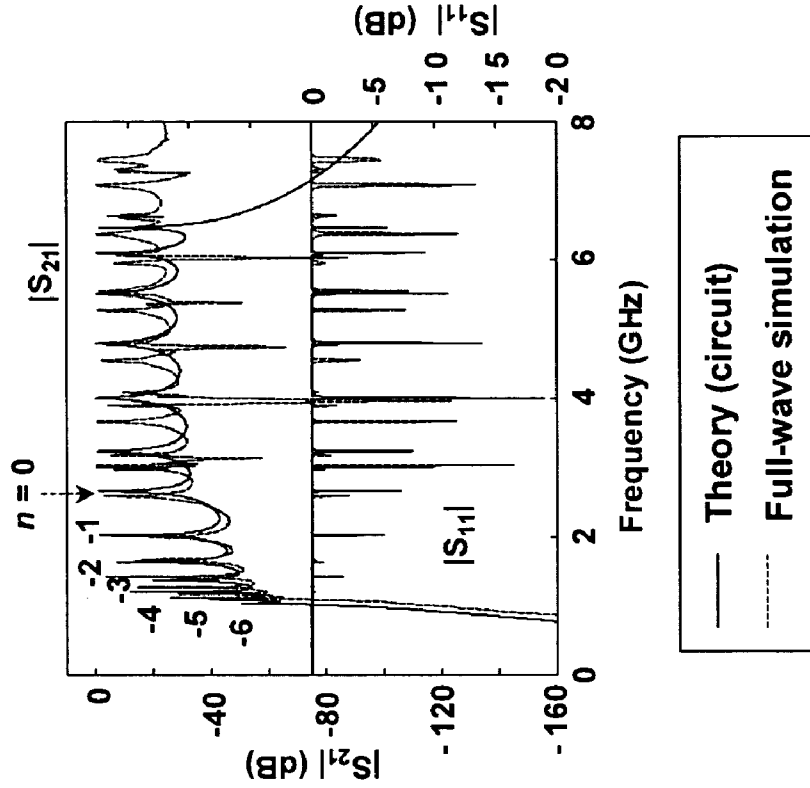 |S21|
n = 0
-1
-2
-3
-4
-5
-6
0
-40
-80
-120
-160
|S21| (dB)
0
-5
-10
-15
-20
|S11| (dB)
|S11|
0
2
4
6
8
Frequency (GHz)
Theory (circuit)
Full-wave simulation